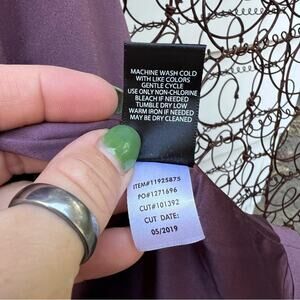 MACHINE WASH COLD
WITH LIKE COLORS
GENTLE CYCLE
USE ONLY NON-CHLORINE
BLEACH IF NEEDED
TUMBLE DRY LOW
WARM IRON IF NEEDED
MAY BE DRY CLEANED
ITEM#11925875
PO#1271696
CUT#101392
CUT DATE:
05/2019